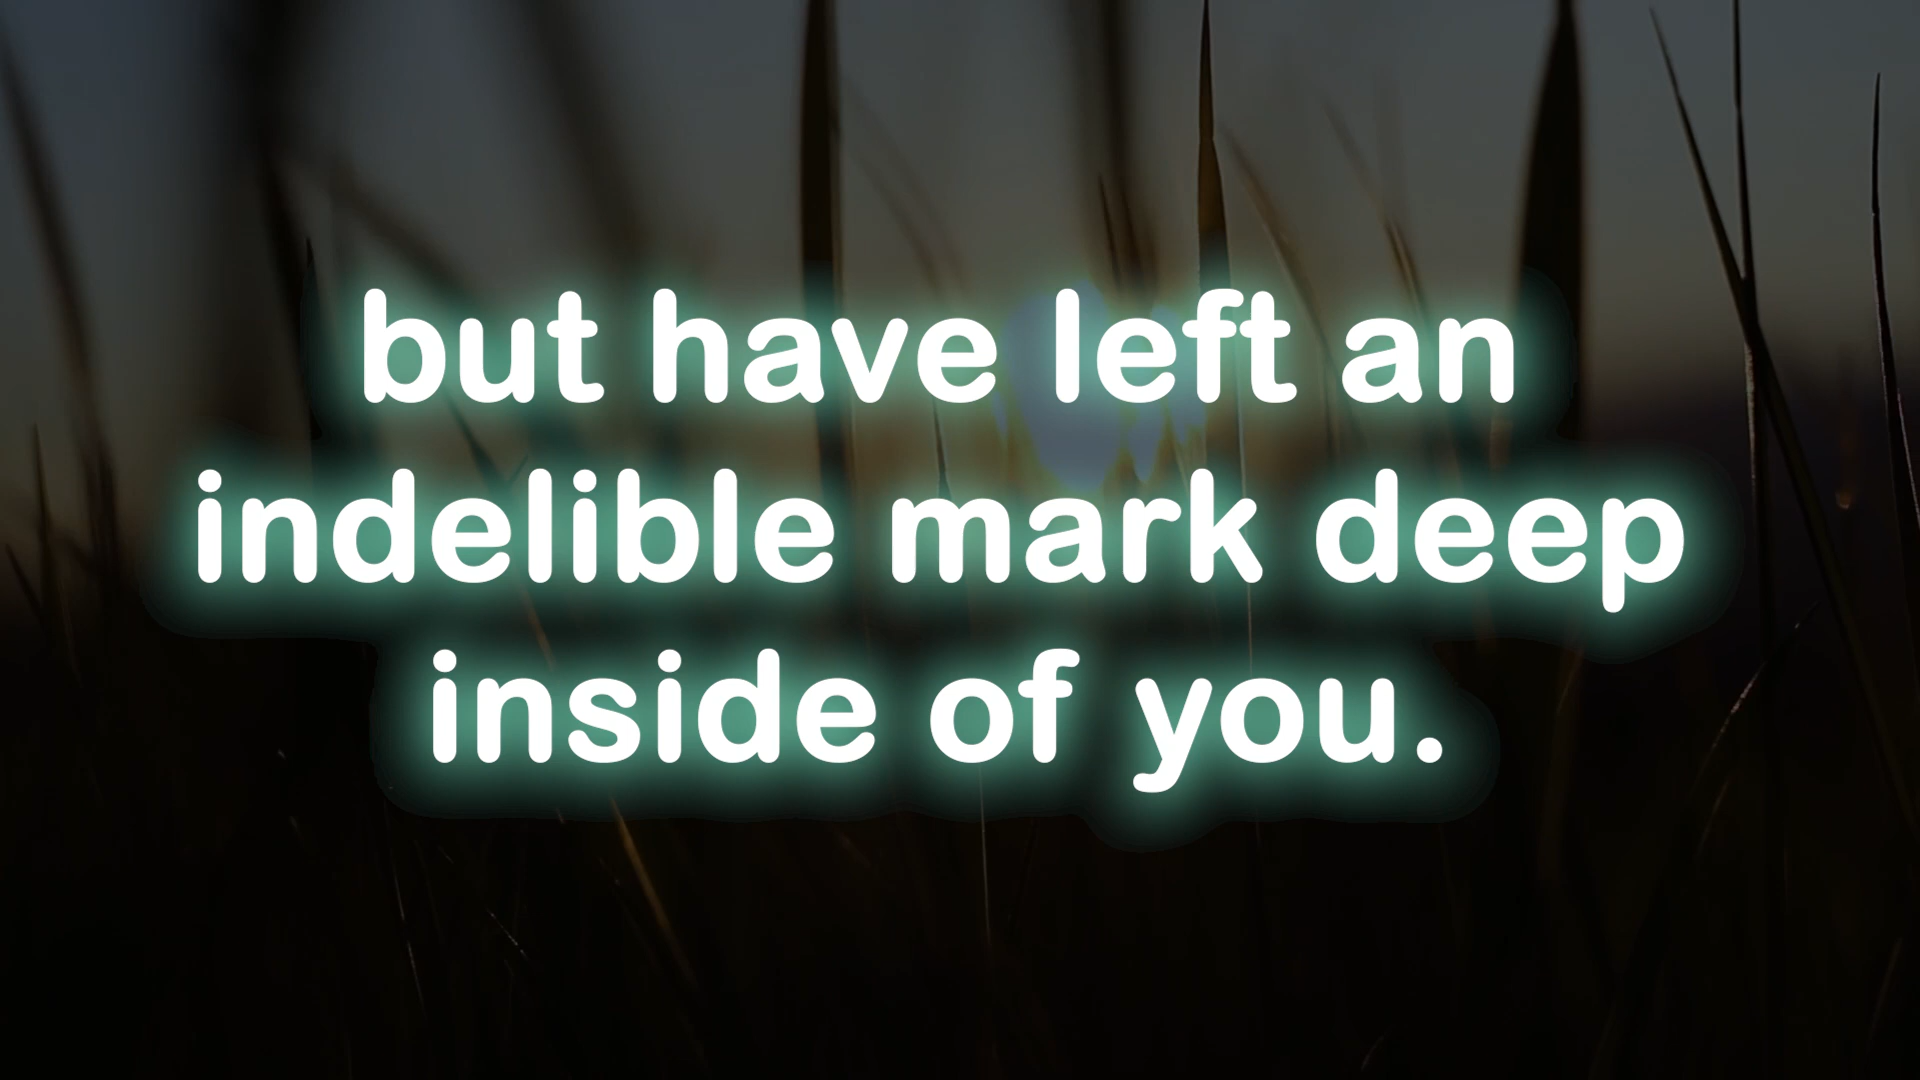 but have left an
indelible mark deep
inside of you.